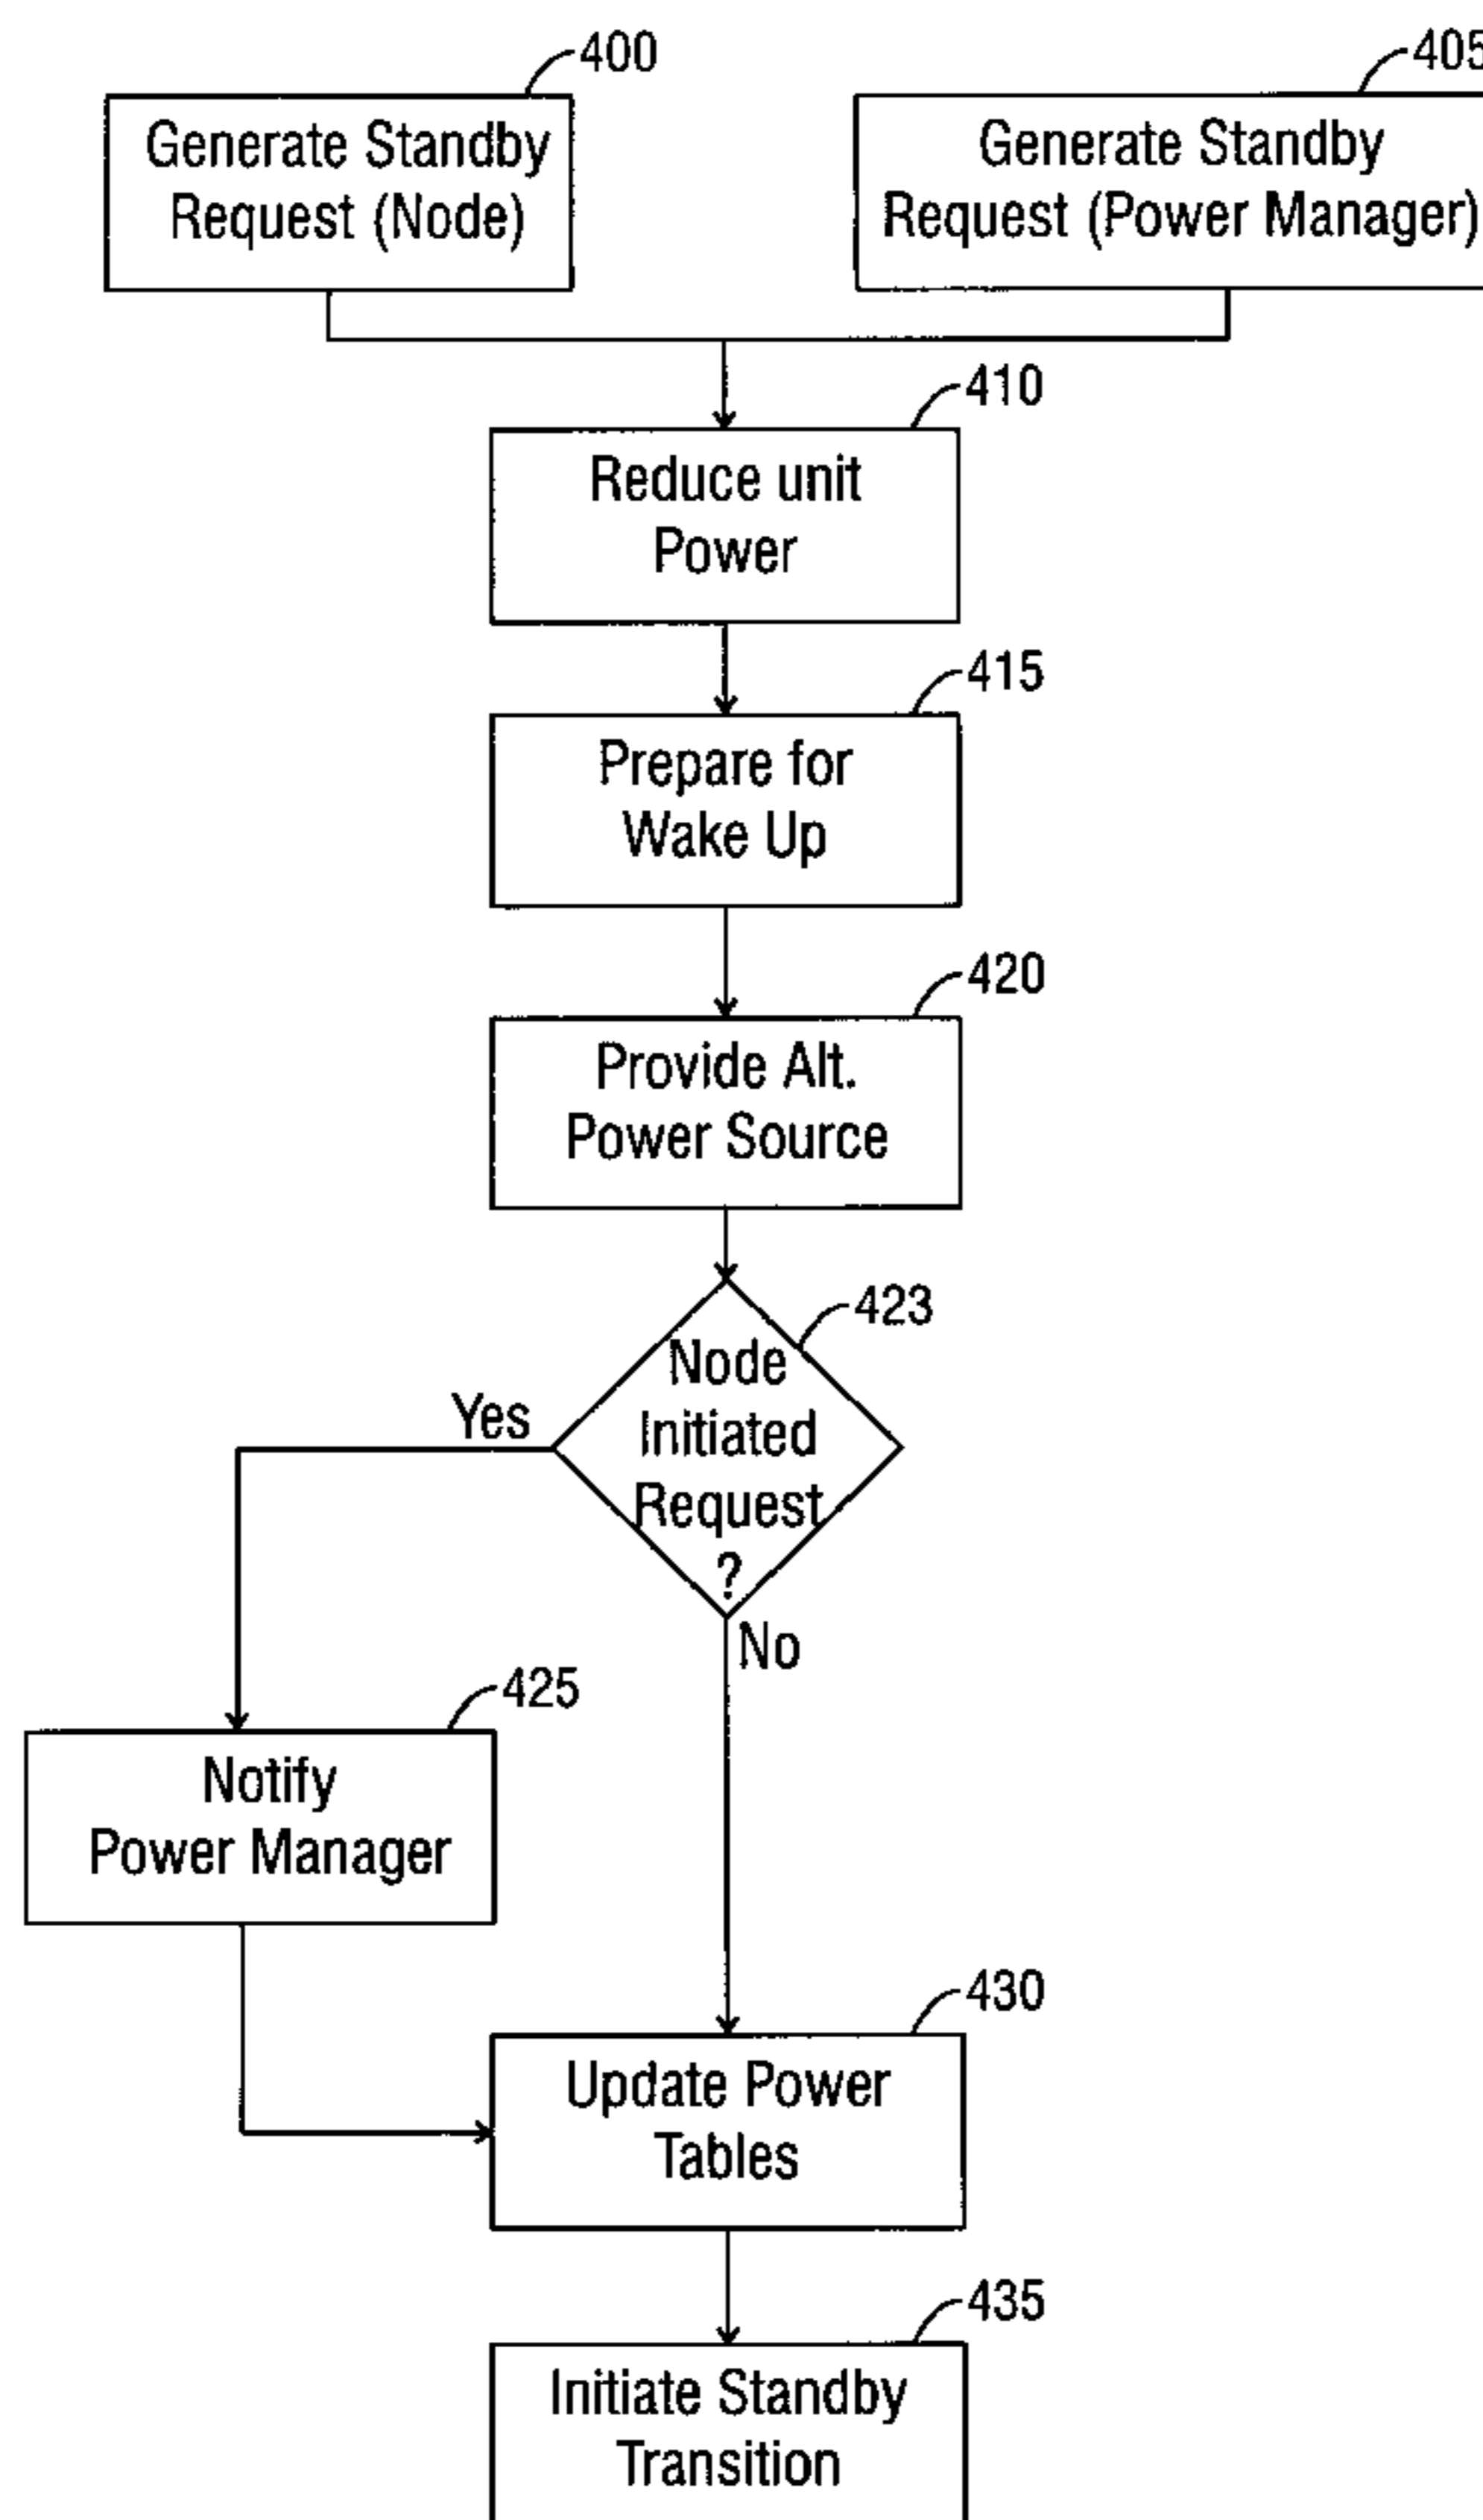 400
Generate Standby
Request (Node)
405
Generate Standby
Request (Power Manager)
410
Reduce unit
Power
415
Prepare for
Wake Up
420
Provide Alt.
Power Source
423
Node
Initiated
Request
?
Yes
No
425
Notify
Power Manager
430
Update Power
Tables
435
Initiate Standby
Transition